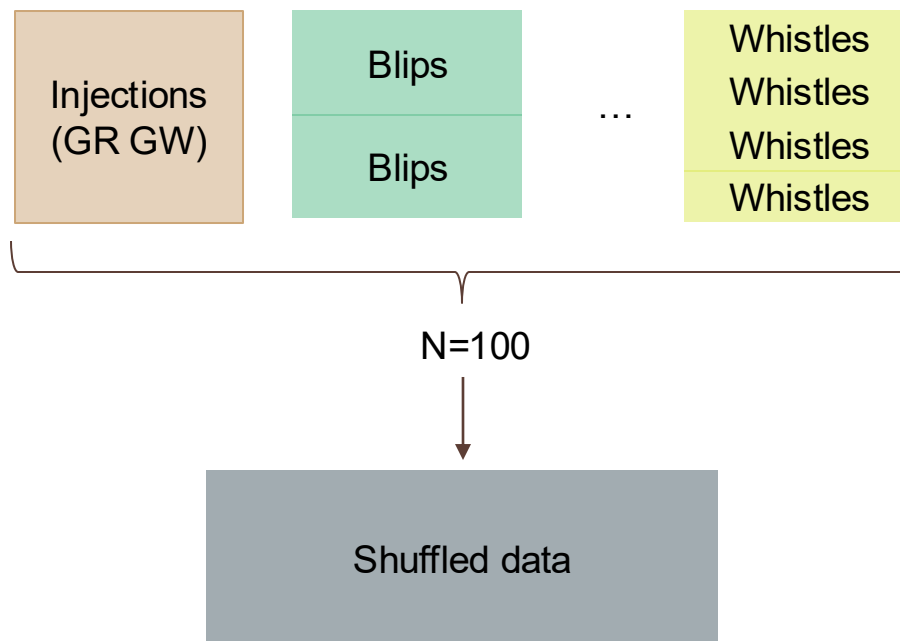 Injections
(GR GW)
Blips
Blips
...
Whistles
Whistles
Whistles
Whistles
N=100
Shuffled data